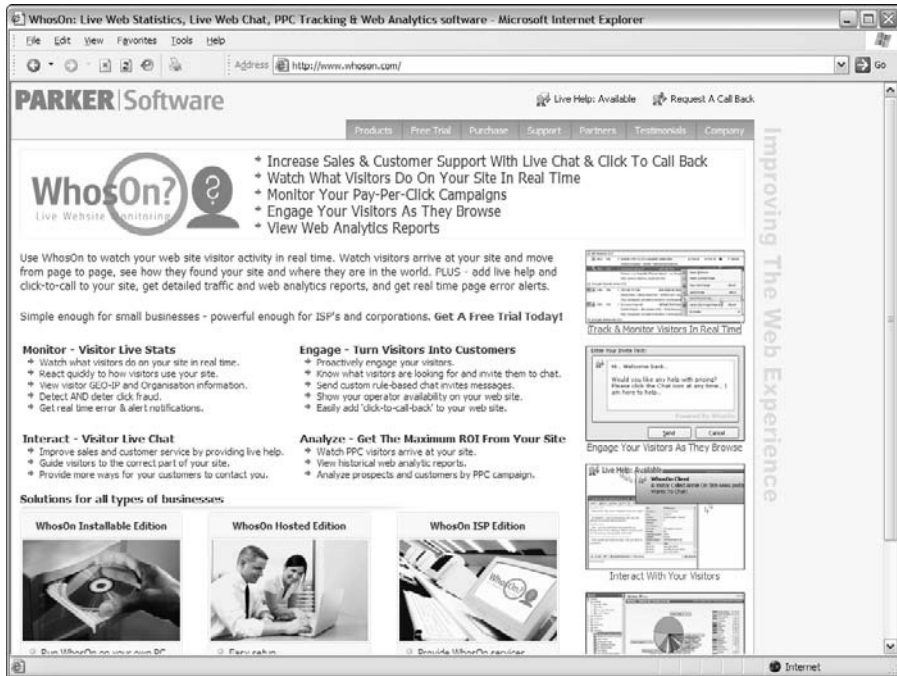 WhosOn: Live Web Statistics, Live Web Chat, PPC Tracking & Web Analytics software - Microsoft Internet Explorer
File Edit View Favorites Tools Help
Address http://www.whoson.com/ Go
PARKER Software
Live Help: Available Request A Call Back
Products Free Trial Purchase Support Partners Testimonials Company
WhosOn?
Live Website Monitoring
Increase Sales & Customer Support With Live Chat & Click To Call Back
Watch What Visitors Do On Your Site In Real Time
Monitor Your Pay-Per-Click Campaigns
Engage Your Visitors As They Browse
View Web Analytics Reports
Improving The Web Experience
Use WhosOn to watch your web site visitor activity in real time. Watch visitors arrive at your site and move
from page to page, see how they found your site and where they are in the world. PLUS - add live help and
click-to-call to your site, get detailed traffic and web analytics reports, and get real time page error alerts.
Simple enough for small businesses - powerful enough for ISP's and corporations. Get A Free Trial Today!
Monitor - Visitor Live Stats
Watch what visitors do on your site in real time.
React quickly to how visitors use your site.
View visitor GEO-IP and Organisation information.
Detect AND deter click fraud.
Get real time error & alert notifications.
Engage - Turn Visitors Into Customers
Proactively engage your visitors.
Know what visitors are looking for and invite them to chat.
Send custom rule-based chat invites messages.
Show your operator availability on your web site.
Easily add 'click-to-call-back' to your web site.
Interact - Visitor Live Chat
Improve sales and customer service by providing live help.
Guide visitors to the correct part of your site.
Provide more ways for your customers to contact you.
Analyze - Get The Maximum ROI From Your Site
Watch PPC visitors arrive at your site.
View historical web analytic reports.
Analyze prospects and customers by PPC campaign.
Solutions for all types of businesses
WhosOn Installable Edition
WhosOn Hosted Edition
WhosOn ISP Edition
WhosOn?
Run WhosOn on your own PC
Easy setup
Provide WhosOn services
Track & Monitor Visitors In Real Time
Enter Your Invite Text:
Hi.. Welcome back..
Would you like any help with pricing?
Please click the Chat icon at any time.. I
am here to help..
Powered By WhosOn
Send Cancel
Engage Your Visitors As They Browse
Live Help: Available
WhosOn Client
Interact With Your Visitors
Internet